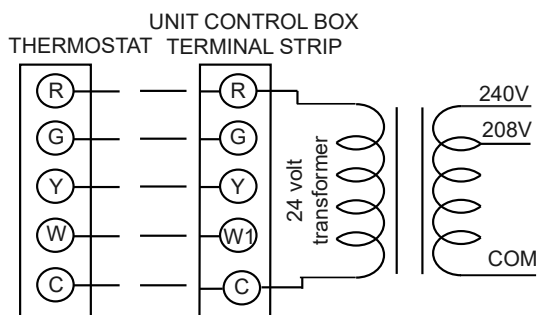 UNIT CONTROL BOX
THERMOSTAT TERMINAL STRIP
R R
G G
Y Y
W W1
C C
24 volt
transformer
240V
208V
COM